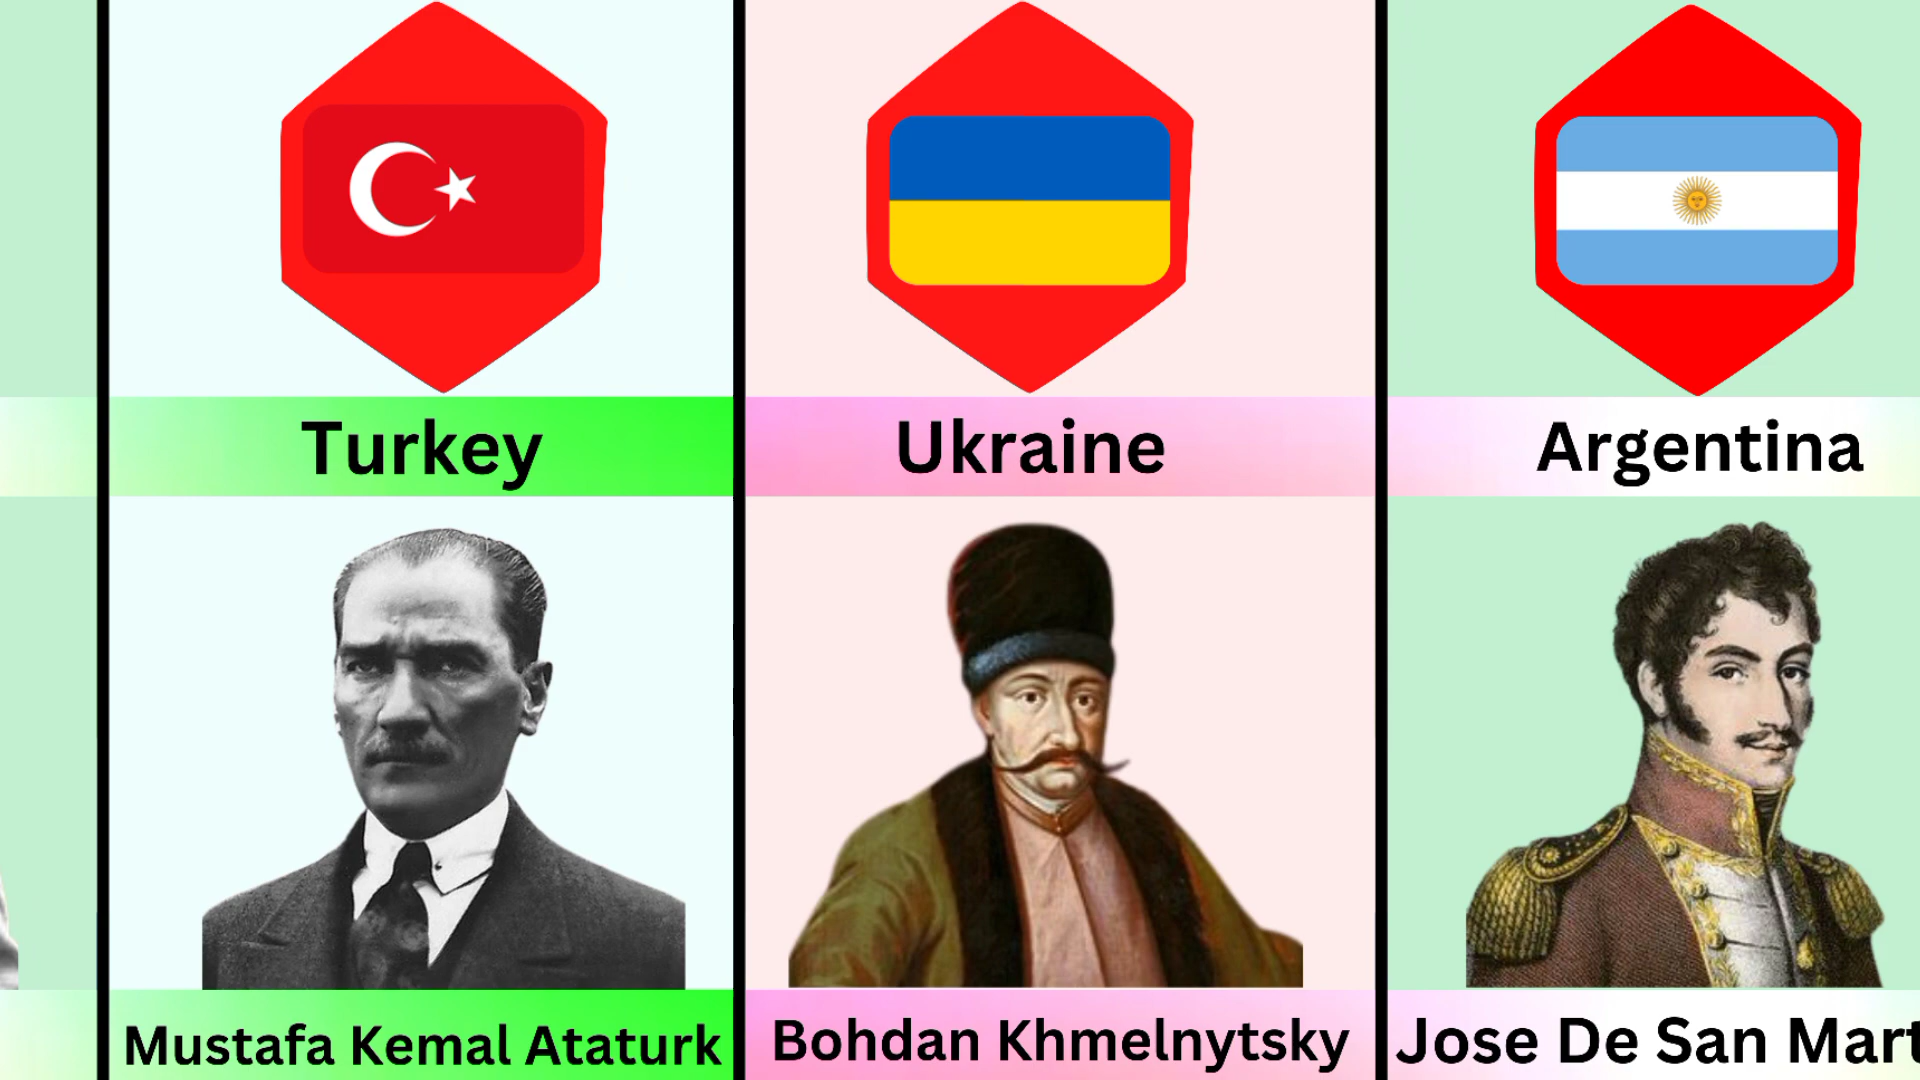 Turkey
Ukraine
Argentina
Mustafa Kemal Ataturk
Bohdan Khmelnytsky
Jose De San Mart